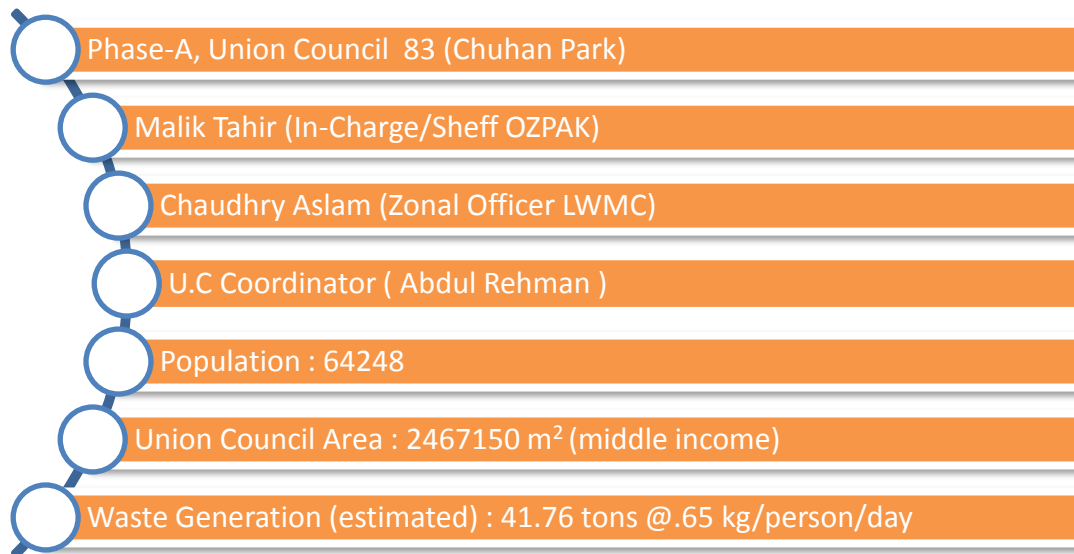 Phase-A, Union Council 83 (Chuhan Park)
Malik Tahir (In-Charge/Sheff OZPAK)
Chaudhry Aslam (Zonal Officer LWMC)
U.C Coordinator ( Abdul Rehman )
Population : 64248
Union Council Area : 2467150 m² (middle income)
Waste Generation (estimated) : 41.76 tons @.65 kg/person/day